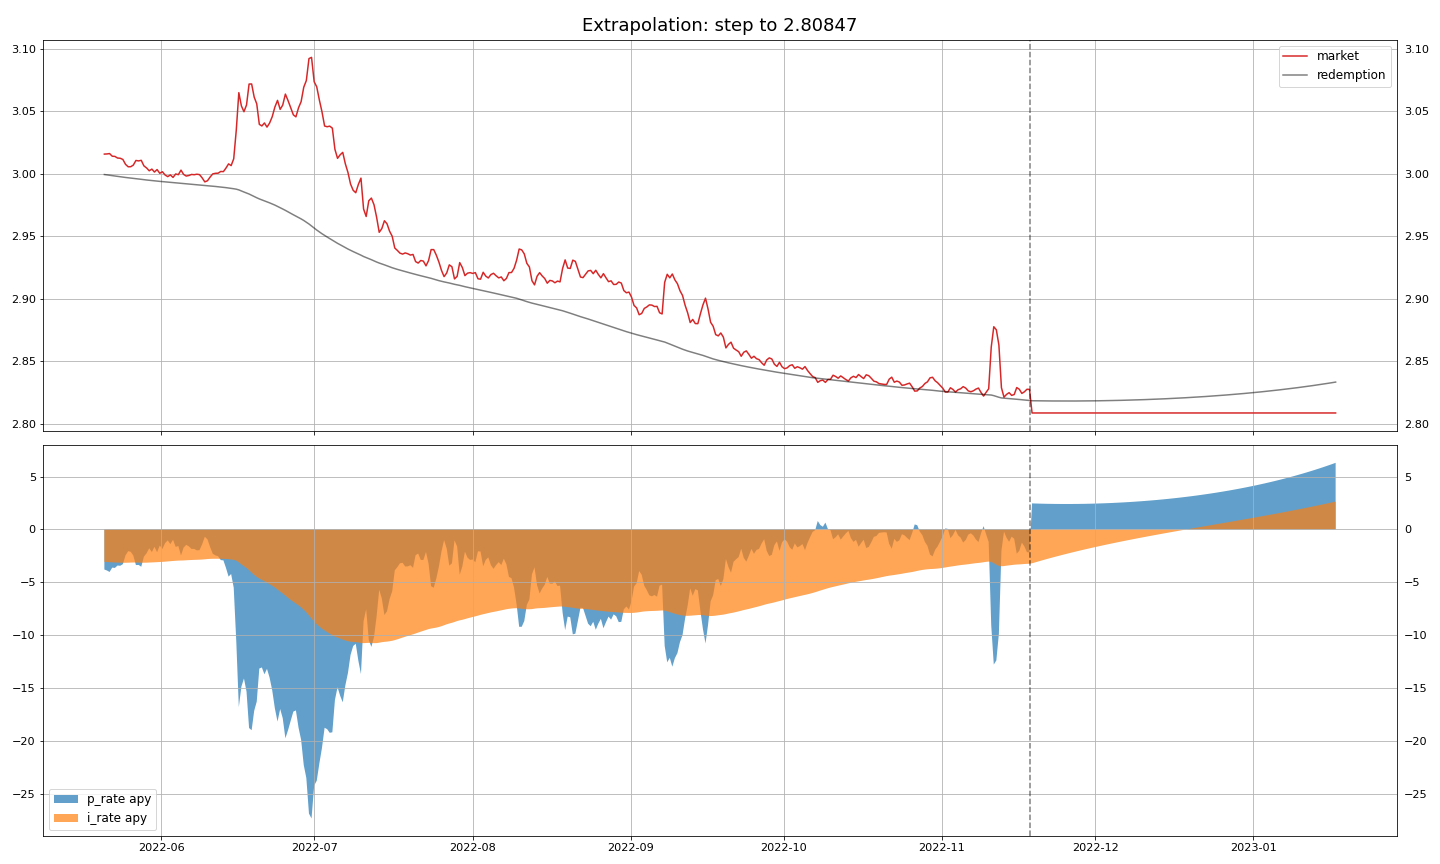 Extrapolation: step to 2.80847
3.10 3.10
market
redemption
3.05 3.05
3.00 3.00
2.95 2.95
2.90 2.90
2.85 2.85
2.80 2.80
5 5
0 0
−5 −5
−10 −10
−15 −15
−20 −20
−25 −25
p_rate apy
i_rate apy
2022-06 2022-07 2022-08 2022-09 2022-10 2022-11 2022-12 2023-01